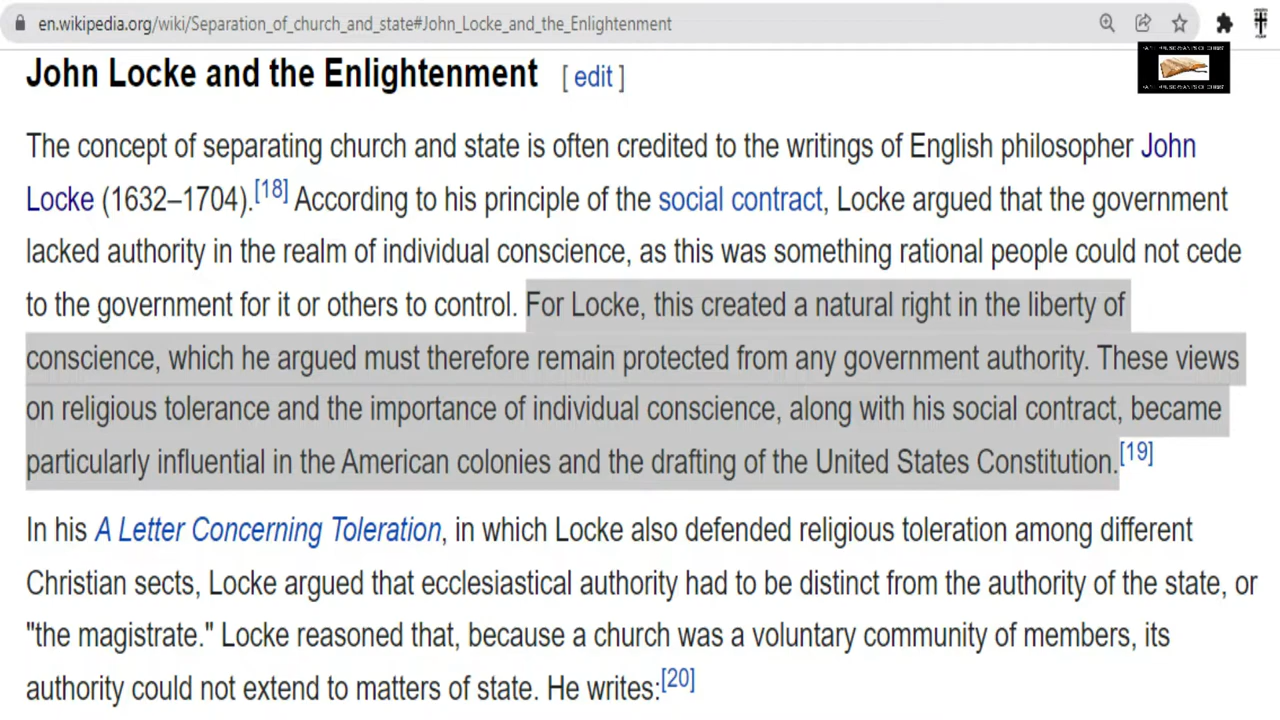 en.wikipedia.org/wiki/Separation_of_church_and_state#John_Locke_and_the_Enlightenment
John Locke and the Enlightenment [ edit ]
The concept of separating church and state is often credited to the writings of English philosopher John
Locke (1632–1704).[18] According to his principle of the social contract, Locke argued that the government
lacked authority in the realm of individual conscience, as this was something rational people could not cede
to the government for it or others to control. For Locke, this created a natural right in the liberty of
conscience, which he argued must therefore remain protected from any government authority. These views
on religious tolerance and the importance of individual conscience, along with his social contract, became
particularly influential in the American colonies and the drafting of the United States Constitution.[19]
In his A Letter Concerning Toleration, in which Locke also defended religious toleration among different
Christian sects, Locke argued that ecclesiastical authority had to be distinct from the authority of the state, or
"the magistrate." Locke reasoned that, because a church was a voluntary community of members, its
authority could not extend to matters of state. He writes:[20]